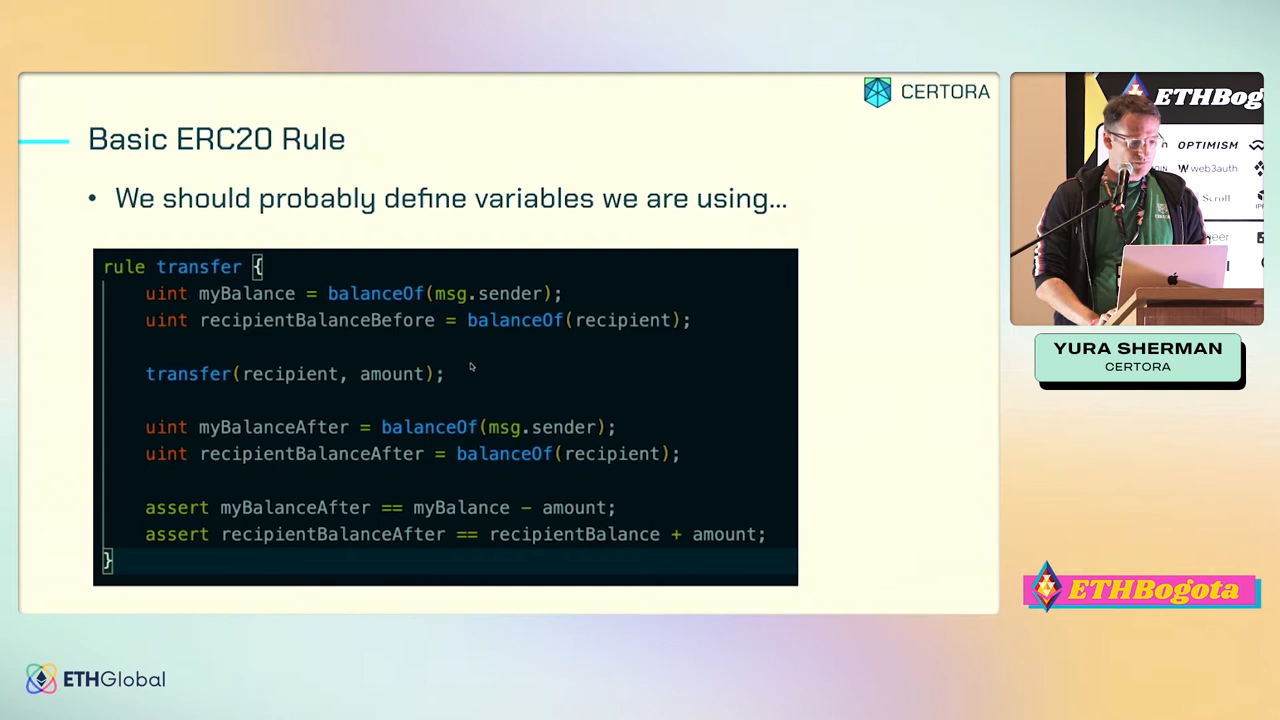 CERTORA
Basic ERC20 Rule
• We should probably define variables we are using...
rule transfer {
uint myBalance = balanceOf(msg.sender);
uint recipientBalanceBefore = balanceOf(recipient);
transfer(recipient, amount);
uint myBalanceAfter = balanceOf(msg.sender);
uint recipientBalanceAfter = balanceOf(recipient);
assert myBalanceAfter == myBalance - amount;
assert recipientBalanceAfter == recipientBalance + amount;
}
ETHBog
OPTIMISM
web3auth
Scroll
YURA SHERMAN
CERTORA
ETHBogota
ETHGlobal